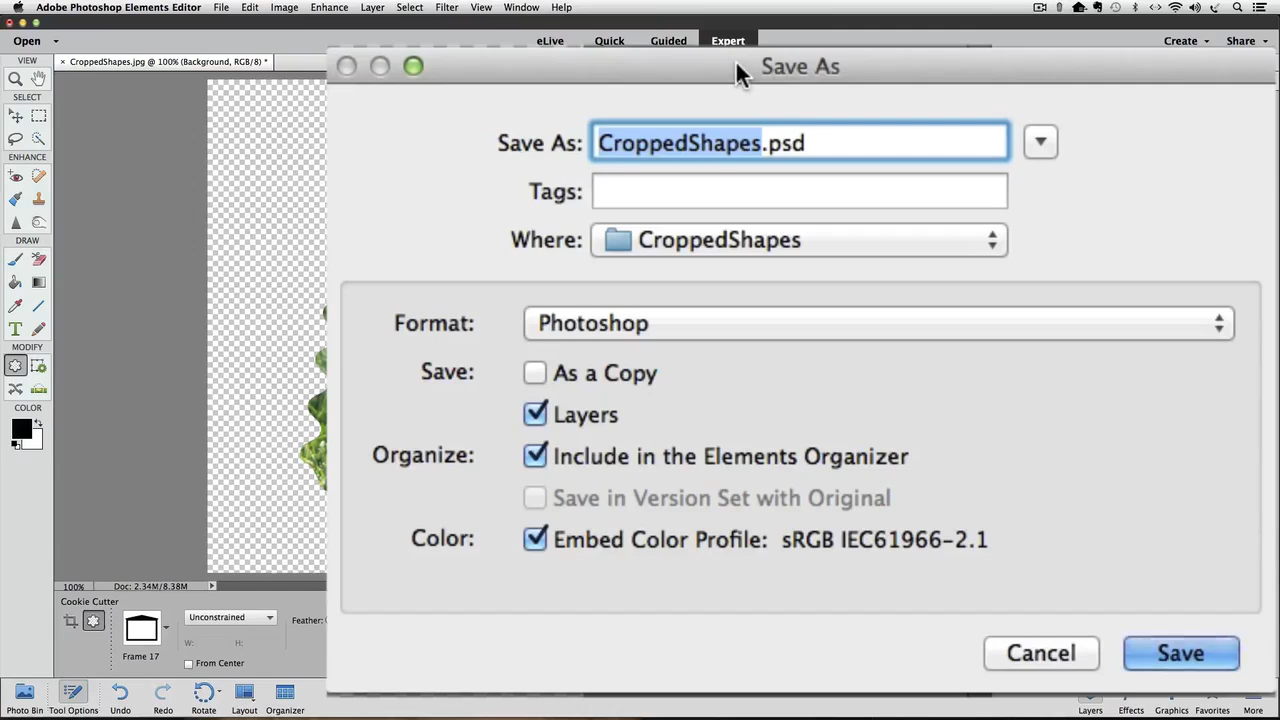 Adobe Photoshop Elements Editor File Edit Image Enhance Layer Select Filter View Window Help
Open eLive Quick Guided Expert Create Share
VIEW
CroppedShapes.jpg @ 100% (Background, RGB/8) *
Save As
SELECT
Save As: CroppedShapes.psd
ENHANCE
Tags:
Where: CroppedShapes
DRAW
Format: Photoshop
T
MODIFY
Save: As a Copy
COLOR
Layers
Organize: Include in the Elements Organizer
Save in Version Set with Original
Color: Embed Color Profile: sRGB IEC61966-2.1
100% Doc: 2.34M/8.38M
Cookie Cutter
Unconstrained Feather:
W: H:
Frame 17 From Center
Cancel Save
Photo Bin Tool Options Undo Redo Rotate Layout Organizer Layers Effects Graphics Favorites More